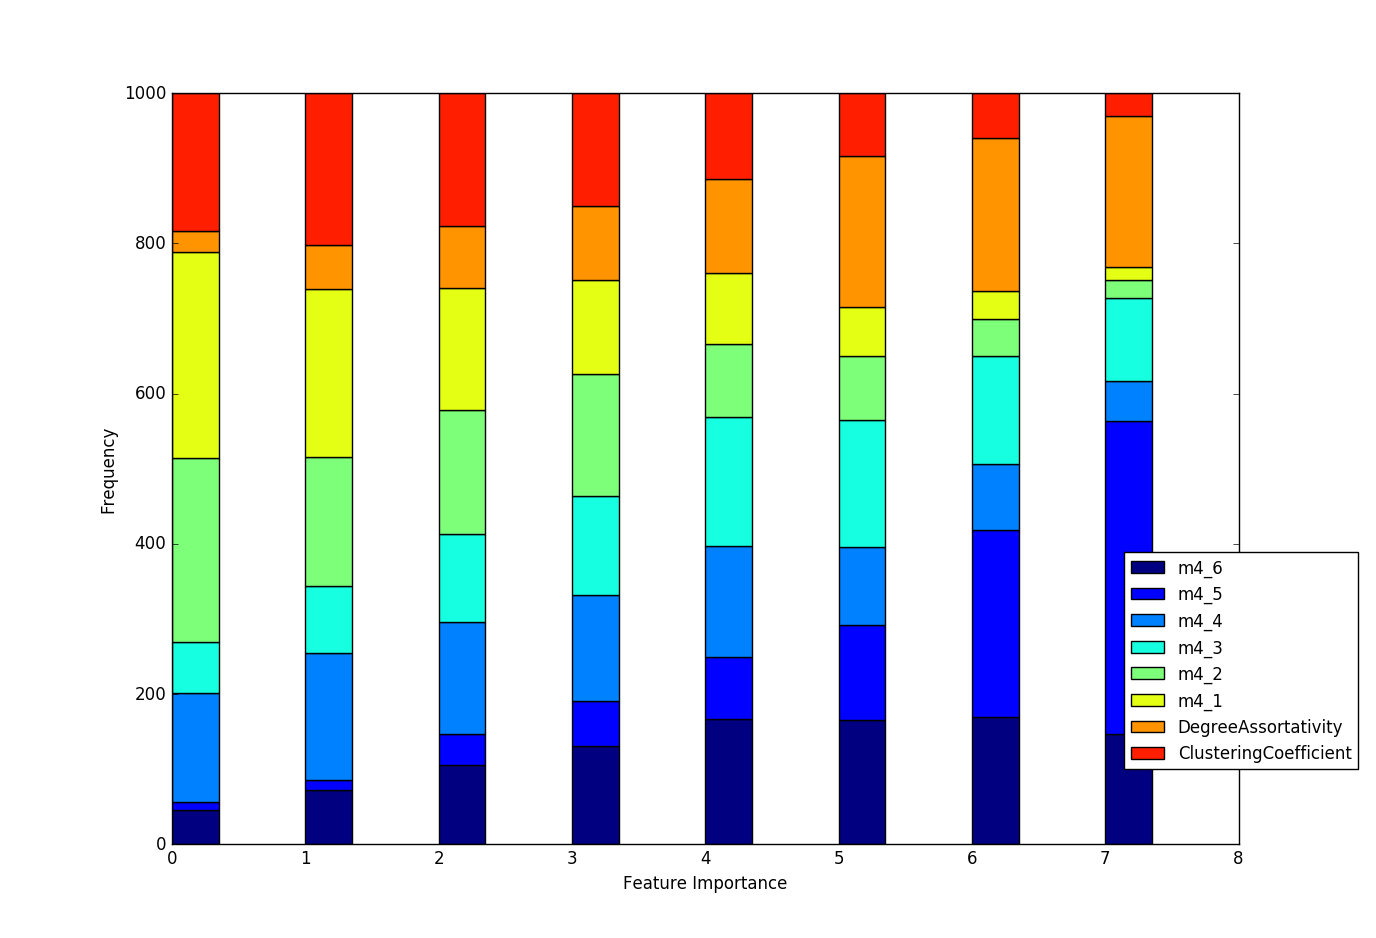 1000
800
600
400
200
0
Frequency
0 1 2 3 4 5 6 7 8
Feature Importance
m4_6
m4_5
m4_4
m4_3
m4_2
m4_1
DegreeAssortativity
ClusteringCoefficient